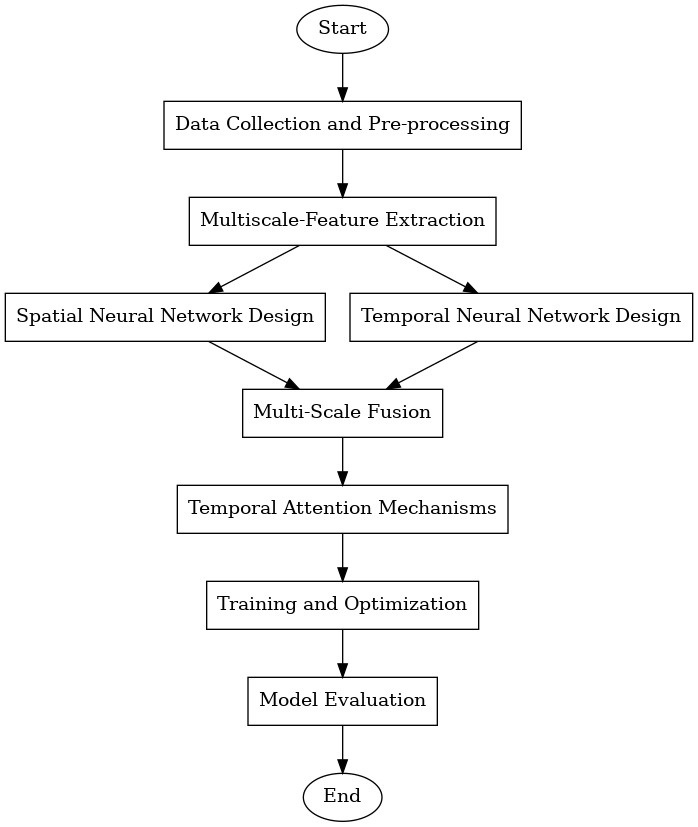 Start
Data Collection and Pre-processing
Multiscale-Feature Extraction
Spatial Neural Network Design
Temporal Neural Network Design
Multi-Scale Fusion
Temporal Attention Mechanisms
Training and Optimization
Model Evaluation
End